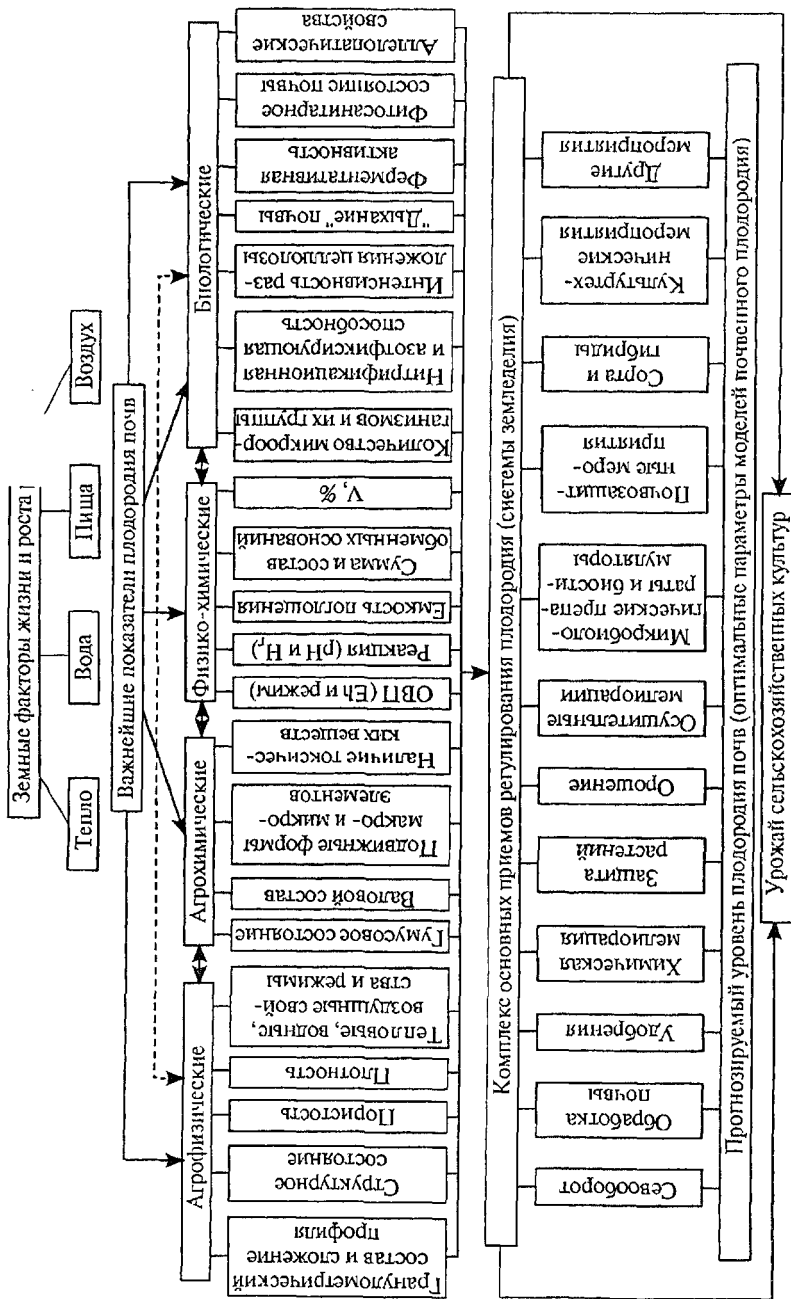 Земные факторы жизни и роста
Тепло
Вода
Пища
Воздух
Важнейшие показатели плодородия почв
Агрофизические
Агрохимические
Физико-химические
Биологические
Гранулометрический
состав и сложение
профиля
Структурное
состояние
Пористость
Плотность
Тепловые, водные,
воздушные свой-
ства и режимы
Гумусовое состояние
Валовой состав
Подвижные формы
макро- и микро-
элементов
Наличие токсичес-
ких веществ
ОВП (Eh и режим)
Реакция (pH и Hг)
Емкость поглощения
Сумма и состав
обменных оснований
V, %
Количество микроор-
ганизмов и их группы
Нитрификационная
и азотфиксирующая
способность
Интенсивность раз-
ложения целлюлозы
"Дыхание" почвы
Ферментативная
активность
Фитосанитарное
состояние почвы
Аллелопатические
свойства
Комплекс основных приемов регулирования плодородия (системы земледелия)
Севооборот
Обработка
почвы
Удобрения
Химическая
мелиорация
Защита
растений
Орошение
Осушительные
мелиорации
Микробиоло-
гические препа-
раты и биости-
муляторы
Почвозащит-
ные меро-
приятия
Сорта и
гибриды
Культуртех-
нические
мероприятия
Другие
мероприятия
Прогнозируемый уровень плодородия почв (оптимальные параметры моделей почвенного плодородия)
Урожай сельскохозяйственных культур